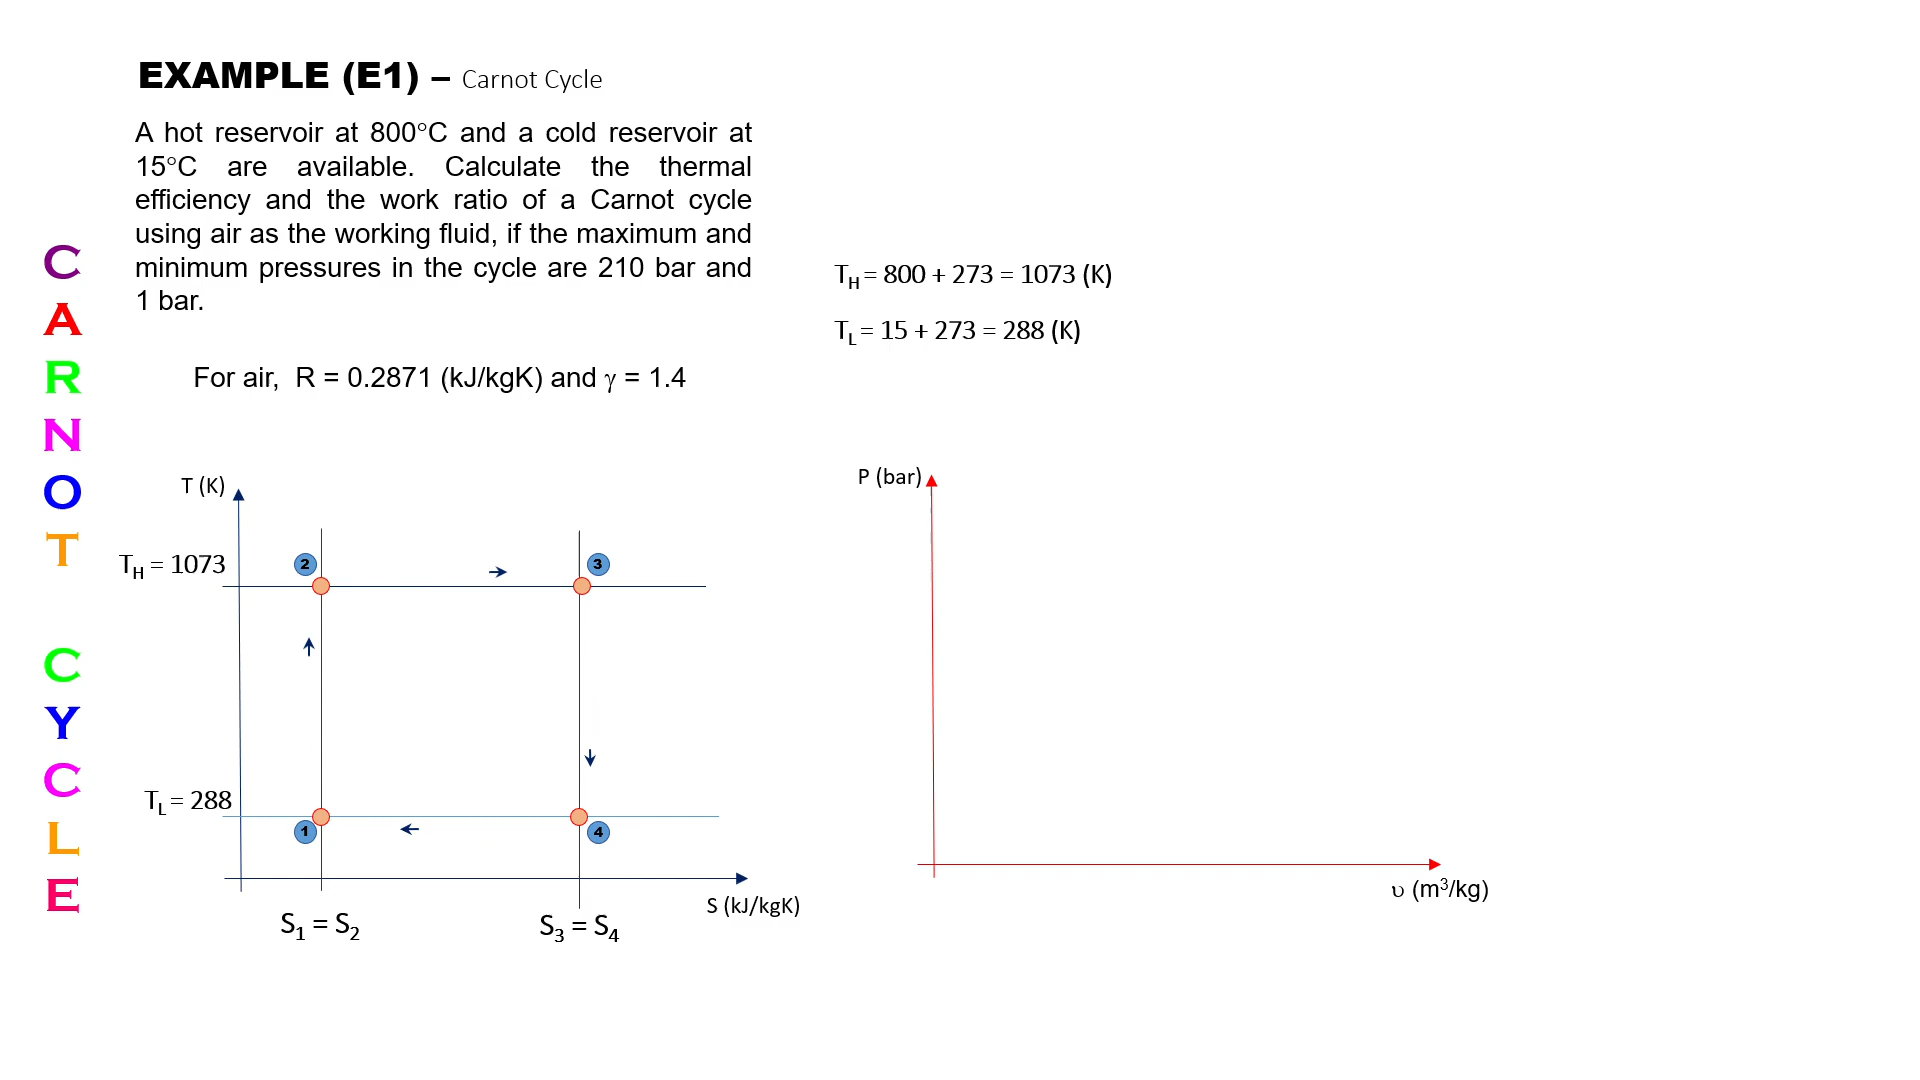 EXAMPLE (E1) – Carnot Cycle
A hot reservoir at 800°C and a cold reservoir at
15°C are available. Calculate the thermal
efficiency and the work ratio of a Carnot cycle
using air as the working fluid, if the maximum and
minimum pressures in the cycle are 210 bar and
1 bar.
For air, R = 0.2871 (kJ/kgK) and γ = 1.4
T_H = 800 + 273 = 1073 (K)
T_L = 15 + 273 = 288 (K)
C
A
R
N
O
T
C
Y
C
L
E
T (K)
T_H = 1073
2
3
T_L = 288
1
4
S (kJ/kgK)
S₁ = S₂
S₃ = S₄
P (bar)
υ (m³/kg)